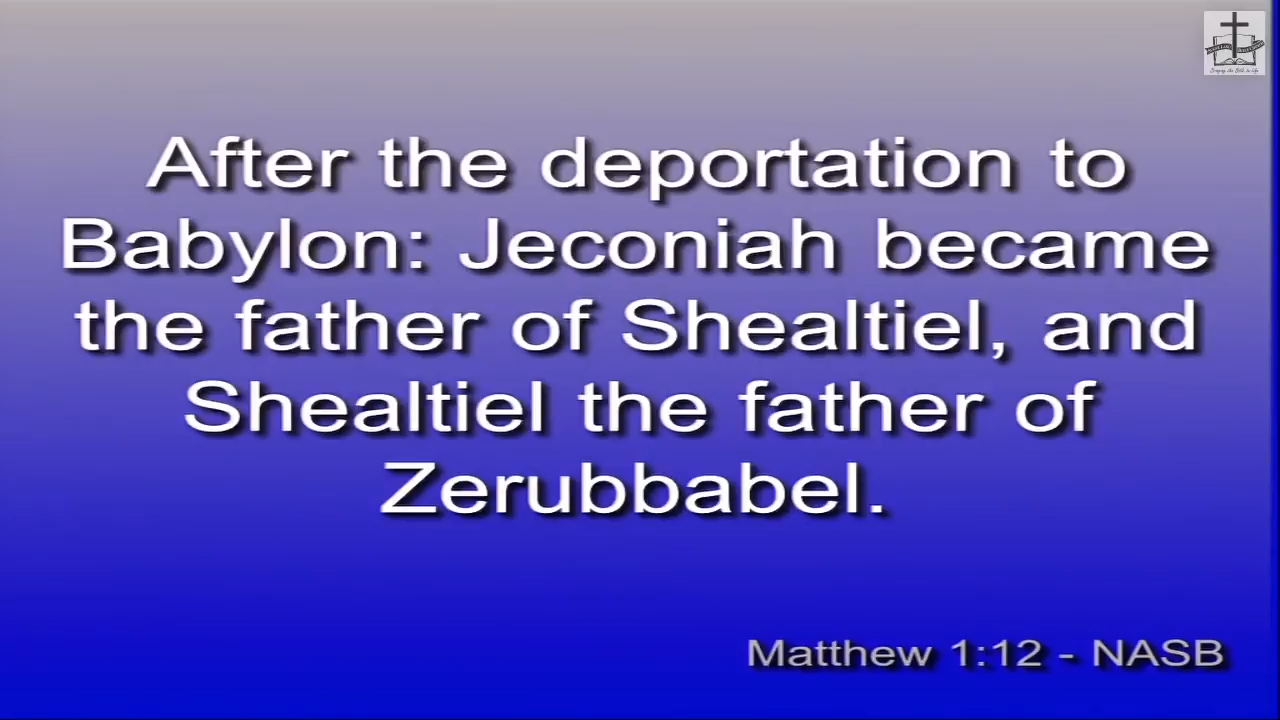 After the deportation to
Babylon: Jeconiah became
the father of Shealtiel, and
Shealtiel the father of
Zerubbabel.
Matthew 1:12 - NASB